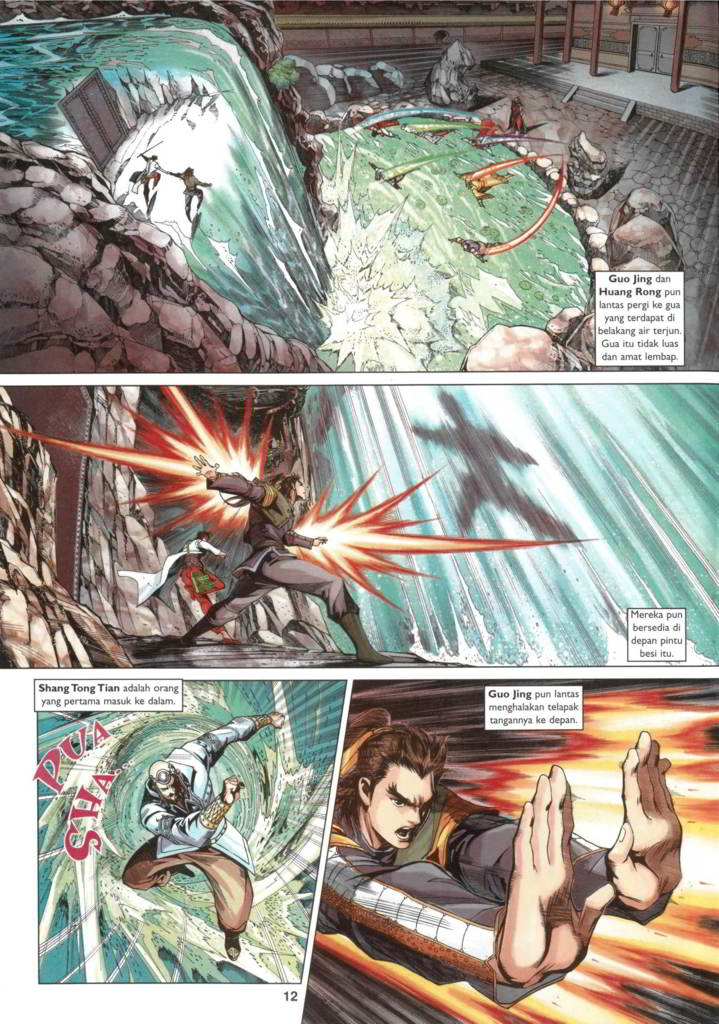 Guo Jing dan
Huang Rong pun
lantas pergi ke gua
yang terdapat di
belakang air terjun.
Gua itu tidak luas
dan amat lembap.
Mereka pun
bersedia di
depan pintu
besi itu.
Shang Tong Tian adalah orang
yang pertama masuk ke dalam.
PUA
SHA..
Guo Jing pun lantas
menghalakan telapak
tangannya ke depan.
12